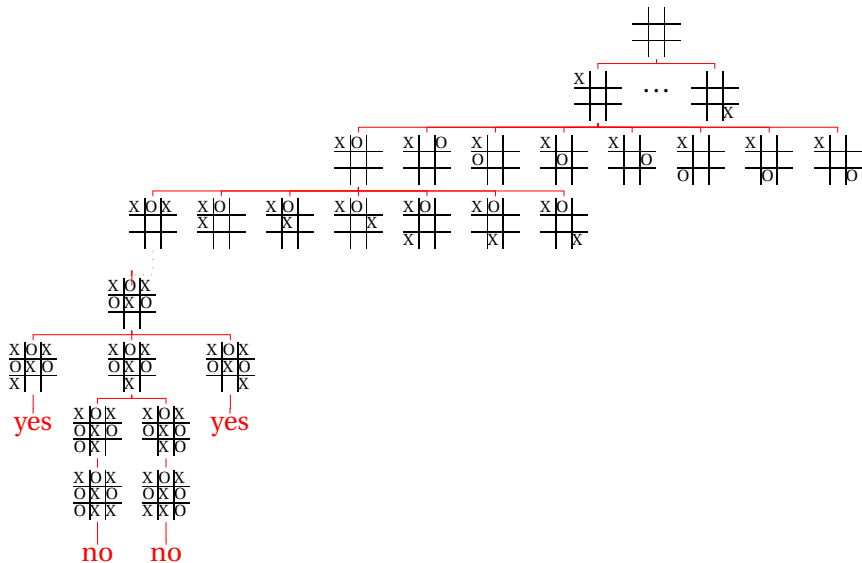 X
... X
X O X O X X X X X X
O O O
O O O
X O X X O X O X O X O X O X O
X X X
X X X
X O X
O X O
X O X X O X X O X
O X O O X O O X O
X X X
X O X X O X
yes yes
O X O O X O
O X X O
X O X X O X
O X O O X O
O X X X X O
no no